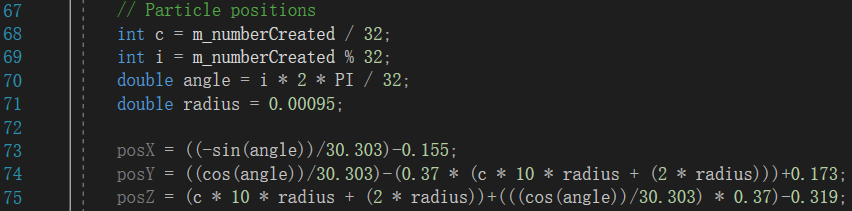 67 // Particle positions
68 int c = m_numberCreated / 32;
69 int i = m_numberCreated % 32;
70 double angle = i * 2 * PI / 32;
71 double radius = 0.00095;
72
73 posX = ((-sin(angle))/30.303)-0.155;
74 posY = ((cos(angle))/30.303)-(0.37 * (c * 10 * radius + (2 * radius)))+0.173;
75 posZ = (c * 10 * radius + (2 * radius))+(((cos(angle))/30.303) * 0.37)-0.319;